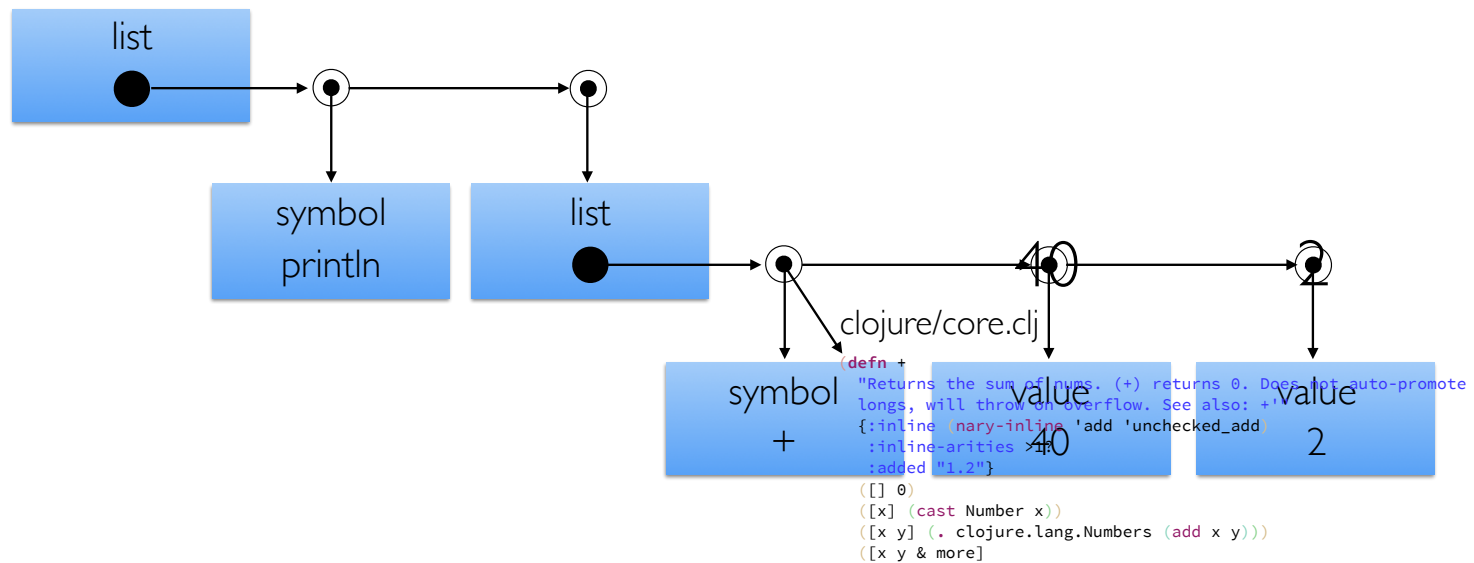 list
symbol
println
list
40
2
clojure/core.clj
symbol
+
value
40
value
2
(defn +
"Returns the sum of nums. (+) returns 0. Does not auto-promote
longs, will throw on overflow. See also: +'"
{:inline (nary-inline 'add 'unchecked_add)
:inline-arities >1?
:added "1.2"}
([] 0)
([x] (cast Number x))
([x y] (. clojure.lang.Numbers (add x y)))
([x y & more]